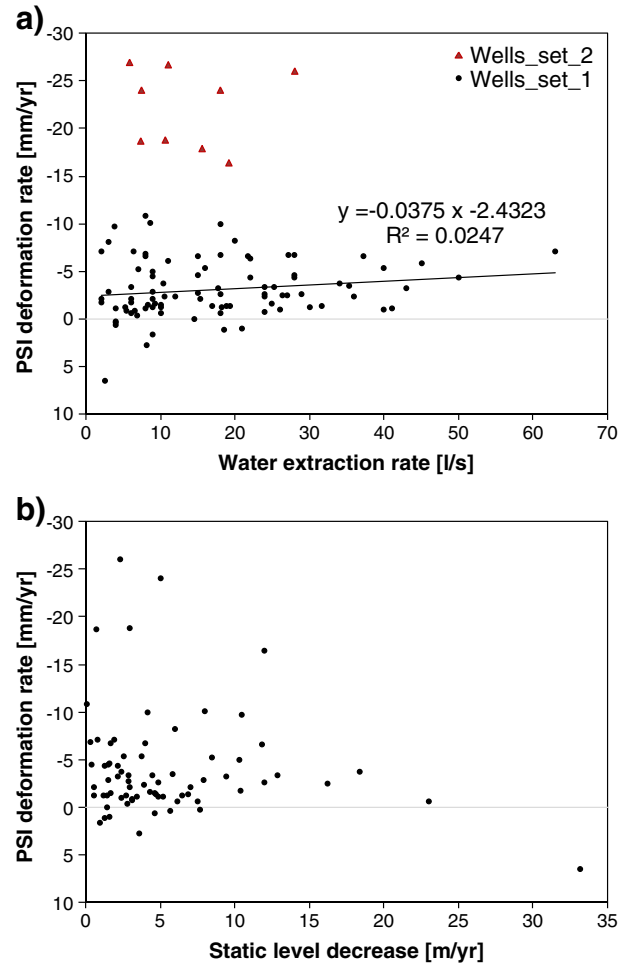 a)
-30
-25
-20
-15
-10
-5
0
5
10
PSI deformation rate [mm/yr]
Wells_set_2
Wells_set_1
y =-0.0375 x -2.4323
R² = 0.0247
0 10 20 30 40 50 60 70
Water extraction rate [l/s]
b)
-30
-25
-20
-15
-10
-5
0
5
10
PSI deformation rate [mm/yr]
0 5 10 15 20 25 30 35
Static level decrease [m/yr]